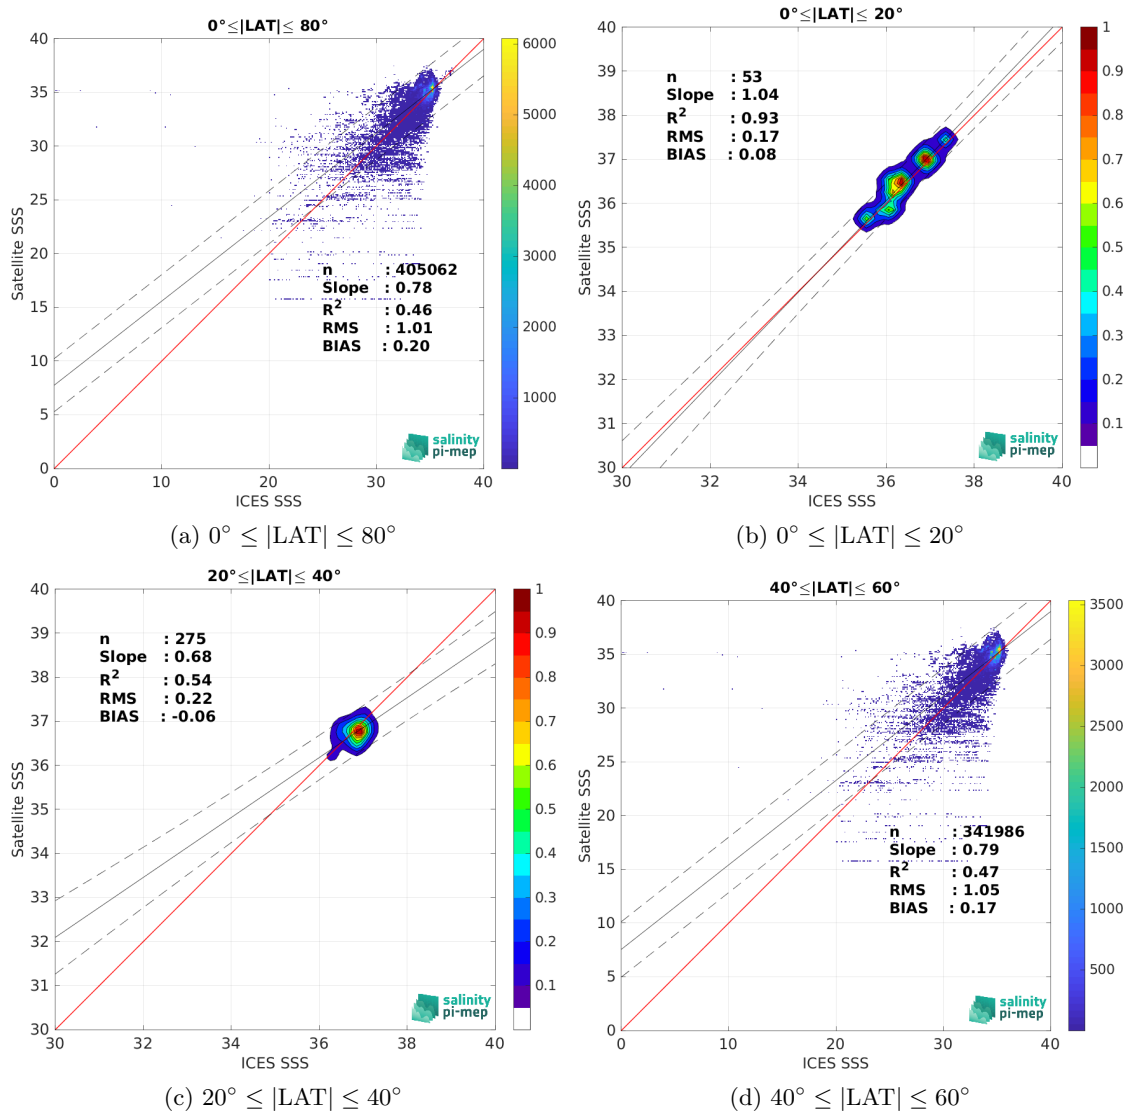 0°≤|LAT|≤ 80°
40
35
30
25
20
15
10
5
0
0 10 20 30 40
Satellite SSS
ICES SSS
n : 405062
Slope : 0.78
R² : 0.46
RMS : 1.01
BIAS : 0.20
salinity
pi-mep
6000
5000
4000
3000
2000
1000
(a) 0° ≤ |LAT| ≤ 80°
0°≤|LAT|≤ 20°
40
39
38
37
36
35
34
33
32
31
30
30 32 34 36 38 40
Satellite SSS
ICES SSS
n : 53
Slope : 1.04
R² : 0.93
RMS : 0.17
BIAS : 0.08
salinity
pi-mep
1
0.9
0.8
0.7
0.6
0.5
0.4
0.3
0.2
0.1
(b) 0° ≤ |LAT| ≤ 20°
20°≤|LAT|≤ 40°
40
39
38
37
36
35
34
33
32
31
30
30 32 34 36 38 40
Satellite SSS
ICES SSS
n : 275
Slope : 0.68
R² : 0.54
RMS : 0.22
BIAS : -0.06
salinity
pi-mep
1
0.9
0.8
0.7
0.6
0.5
0.4
0.3
0.2
0.1
(c) 20° ≤ |LAT| ≤ 40°
40°≤|LAT|≤ 60°
40
35
30
25
20
15
10
5
0
0 10 20 30 40
Satellite SSS
ICES SSS
n : 341986
Slope : 0.79
R² : 0.47
RMS : 1.05
BIAS : 0.17
salinity
pi-mep
3500
3000
2500
2000
1500
1000
500
(d) 40° ≤ |LAT| ≤ 60°